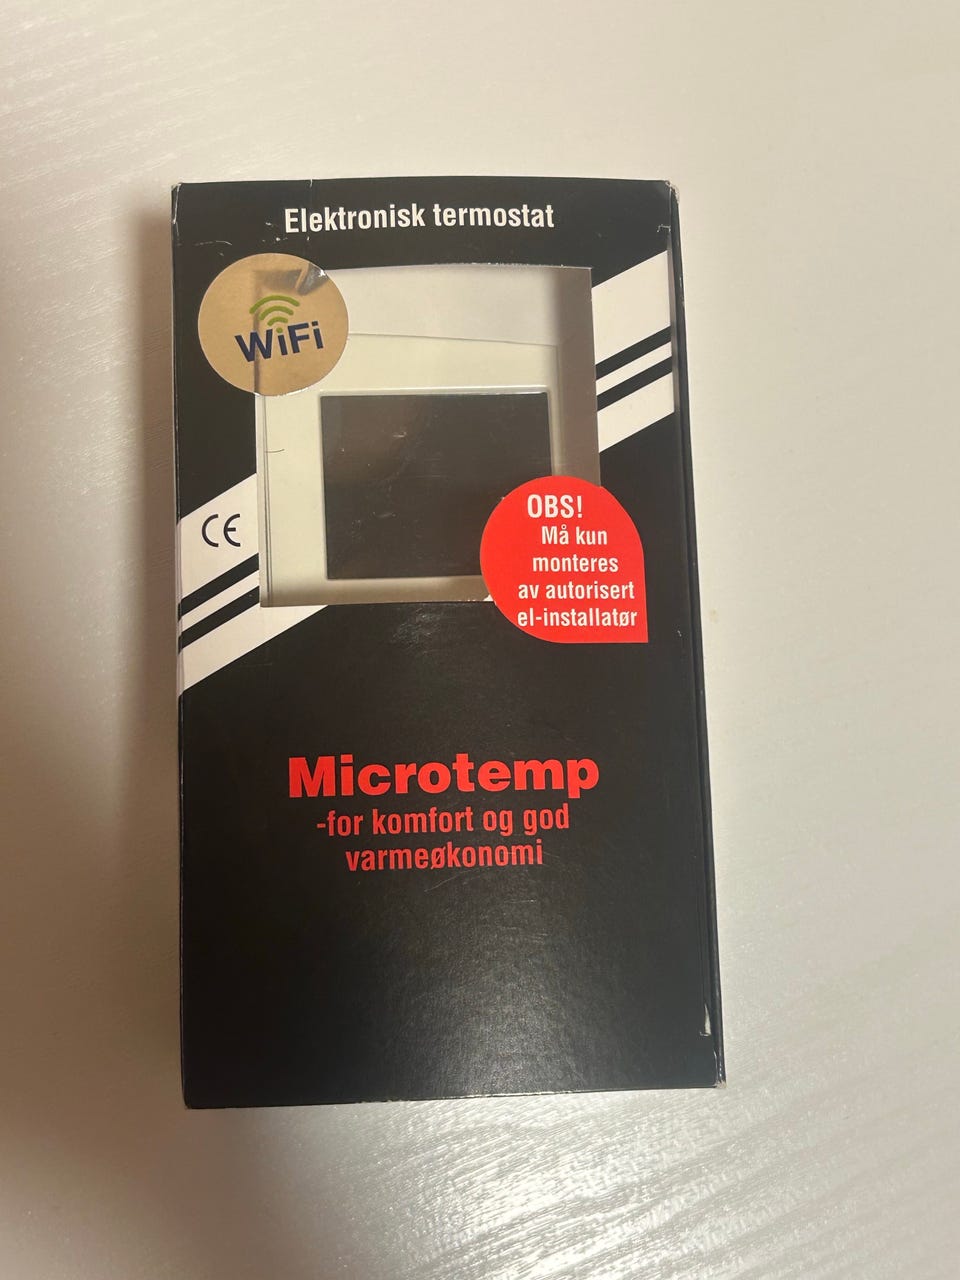 Elektronisk termostat
WiFi
OBS!
Må kun
monteres
av autorisert
el-installatør
CE
Microtemp
-for komfort og god
varmeøkonomi